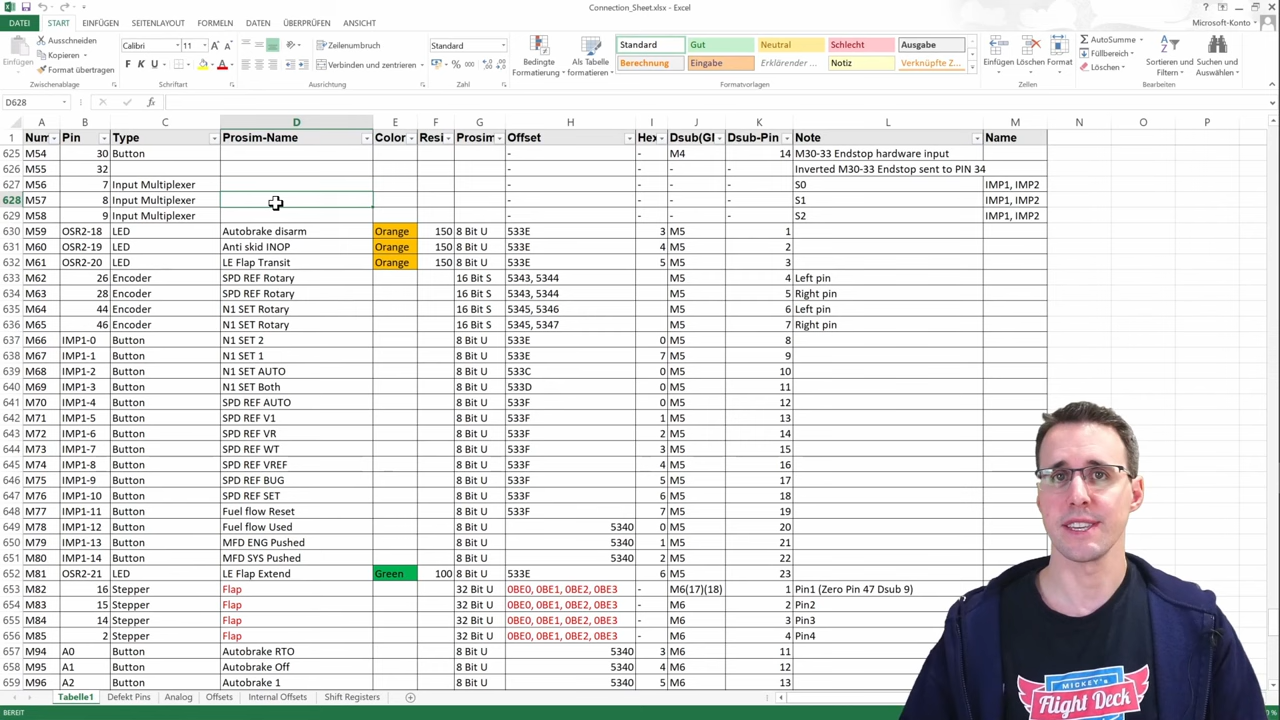 Connection_Sheet.xlsx - Excel
DATEI START EINFÜGEN SEITENLAYOUT FORMELN DATEN ÜBERPRÜFEN ANSICHT Microsoft-Konto
Einfügen Ausschneiden Kopieren Format übertragen
Calibri 11 F K U
Zeilenumbruch Standard
Bedingte Formatierung Als Tabelle formatieren
Standard Gut Neutral Schlecht Ausgabe
Berechnung Eingabe Erklärender ... Notiz Verknüpfte Z...
Einfügen Löschen Format
AutoSumme Füllbereich Löschen
Sortieren und Filtern Suchen und Auswählen
Zwischenablage Schriftart Ausrichtung Zahl Formatvorlagen Zellen Bearbeiten
D628 fx
A B C D E F G H I J K L M N O P
1 Num Pin Type Prosim-Name Color Resi Prosim Offset Hex Dsub(Gl Dsub-Pin Note Name
625 M54 30 Button - - M4 14 M30-33 Endstop hardware input
626 M55 32 - - - Inverted M30-33 Endstop sent to PIN 34
627 M56 7 Input Multiplexer - - - S0 IMP1, IMP2
628 M57 8 Input Multiplexer - - - S1 IMP1, IMP2
629 M58 9 Input Multiplexer - - - S2 IMP1, IMP2
630 M59 OSR2-18 LED Autobrake disarm Orange 150 8 Bit U 533E 3 M5 1
631 M60 OSR2-19 LED Anti skid INOP Orange 150 8 Bit U 533E 4 M5 2
632 M61 OSR2-20 LED LE Flap Transit Orange 150 8 Bit U 533E 5 M5 3
633 M62 26 Encoder SPD REF Rotary 16 Bit S 5343, 5344 M5 4 Left pin
634 M63 28 Encoder SPD REF Rotary 16 Bit S 5343, 5344 M5 5 Right pin
635 M64 44 Encoder N1 SET Rotary 16 Bit S 5345, 5346 M5 6 Left pin
636 M65 46 Encoder N1 SET Rotary 16 Bit S 5345, 5347 M5 7 Right pin
637 M66 IMP1-0 Button N1 SET 2 8 Bit U 533E 0 M5 8
638 M67 IMP1-1 Button N1 SET 1 8 Bit U 533E 7 M5 9
639 M68 IMP1-2 Button N1 SET AUTO 8 Bit U 533C 0 M5 10
640 M69 IMP1-3 Button N1 SET Both 8 Bit U 533D 0 M5 11
641 M70 IMP1-4 Button SPD REF AUTO 8 Bit U 533F 0 M5 12
642 M71 IMP1-5 Button SPD REF V1 8 Bit U 533F 1 M5 13
643 M72 IMP1-6 Button SPD REF VR 8 Bit U 533F 2 M5 14
644 M73 IMP1-7 Button SPD REF WT 8 Bit U 533F 3 M5 15
645 M74 IMP1-8 Button SPD REF VREF 8 Bit U 533F 4 M5 16
646 M75 IMP1-9 Button SPD REF BUG 8 Bit U 533F 5 M5 17
647 M76 IMP1-10 Button SPD REF SET 8 Bit U 533F 6 M5 18
648 M77 IMP1-11 Button Fuel flow Reset 8 Bit U 533F 7 M5 19
649 M78 IMP1-12 Button Fuel flow Used 8 Bit U 5340 0 M5 20
650 M79 IMP1-13 Button MFD ENG Pushed 8 Bit U 5340 1 M5 21
651 M80 IMP1-14 Button MFD SYS Pushed 8 Bit U 5340 2 M5 22
652 M81 OSR2-21 LED LE Flap Extend Green 100 8 Bit U 533E 6 M5 23
653 M82 16 Stepper Flap 32 Bit U 0BE0, 0BE1, 0BE2, 0BE3 - M6(17)(18) 1 Pin1 (Zero Pin 47 Dsub 9)
654 M83 15 Stepper Flap 32 Bit U 0BE0, 0BE1, 0BE2, 0BE3 - M6 2 Pin2
655 M84 14 Stepper Flap 32 Bit U 0BE0, 0BE1, 0BE2, 0BE3 - M6 3 Pin3
656 M85 2 Stepper Flap 32 Bit U 0BE0, 0BE1, 0BE2, 0BE3 - M6 4 Pin4
657 M94 A0 Button Autobrake RTO 8 Bit U 5340 3 M6 11
658 M95 A1 Button Autobrake Off 8 Bit U 5340 4 M6 12
659 M96 A2 Button Autobrake 1 8 Bit U 5340 5 M6 13
Tabelle1 Defekt Pins Analog Offsets Internal Offsets Shift Registers
BEREIT
MICKEY's
Flight Deck